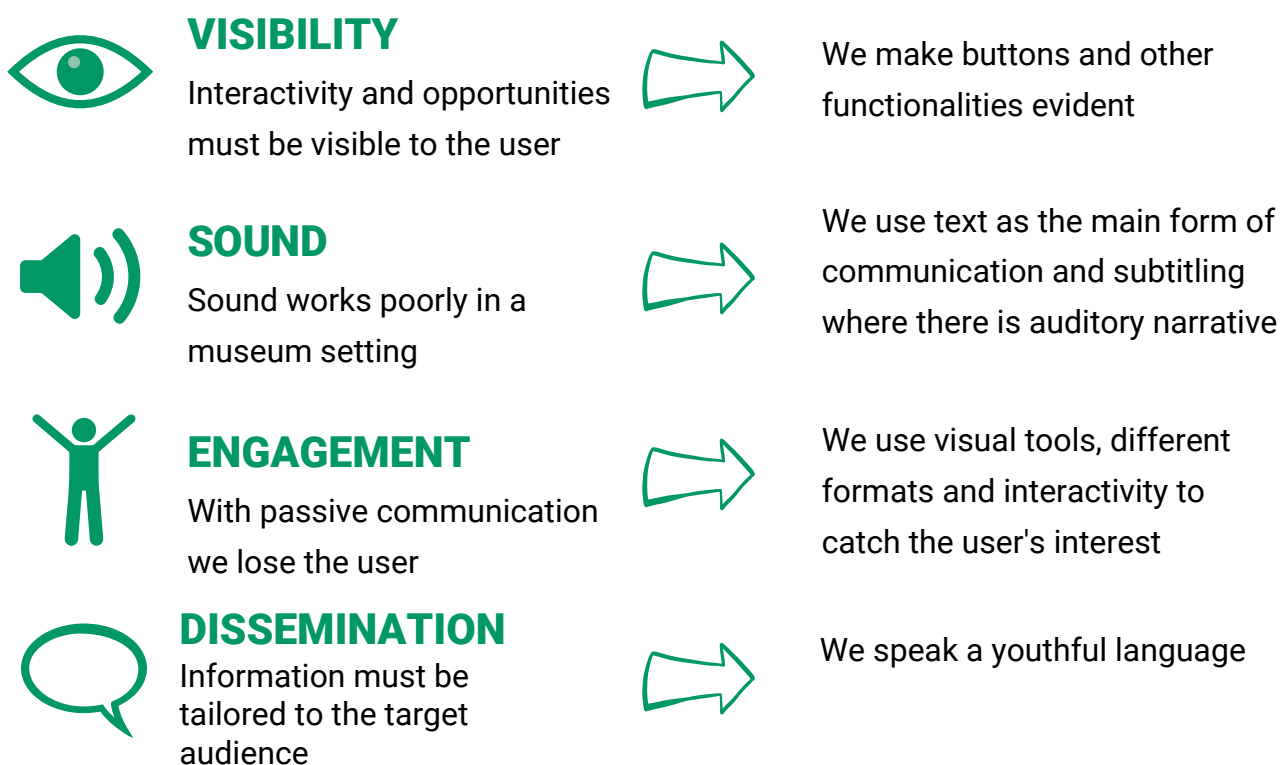 VISIBILITY
Interactivity and opportunities
must be visible to the user
We make buttons and other
functionalities evident
SOUND
Sound works poorly in a
museum setting
We use text as the main form of
communication and subtitling
where there is auditory narrative
ENGAGEMENT
With passive communication
we lose the user
We use visual tools, different
formats and interactivity to
catch the user's interest
DISSEMINATION
Information must be
tailored to the target
audience
We speak a youthful language